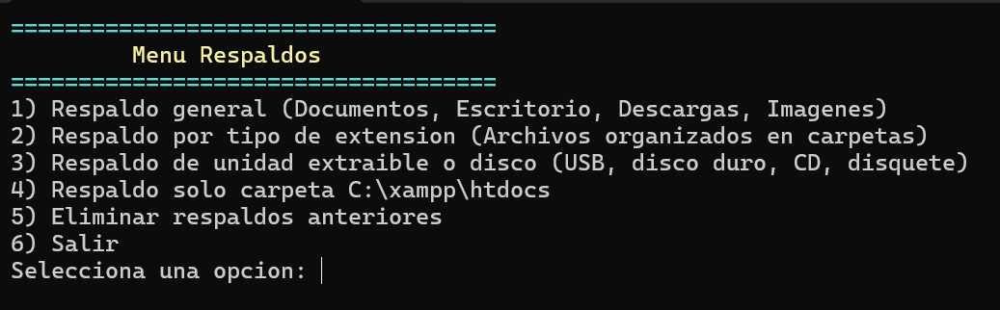 ====================================
Menu Respaldos
====================================
1) Respaldo general (Documentos, Escritorio, Descargas, Imagenes)
2) Respaldo por tipo de extension (Archivos organizados en carpetas)
3) Respaldo de unidad extraible o disco (USB, disco duro, CD, disquete)
4) Respaldo solo carpeta C:\xampp\htdocs
5) Eliminar respaldos anteriores
6) Salir
Selecciona una opcion: